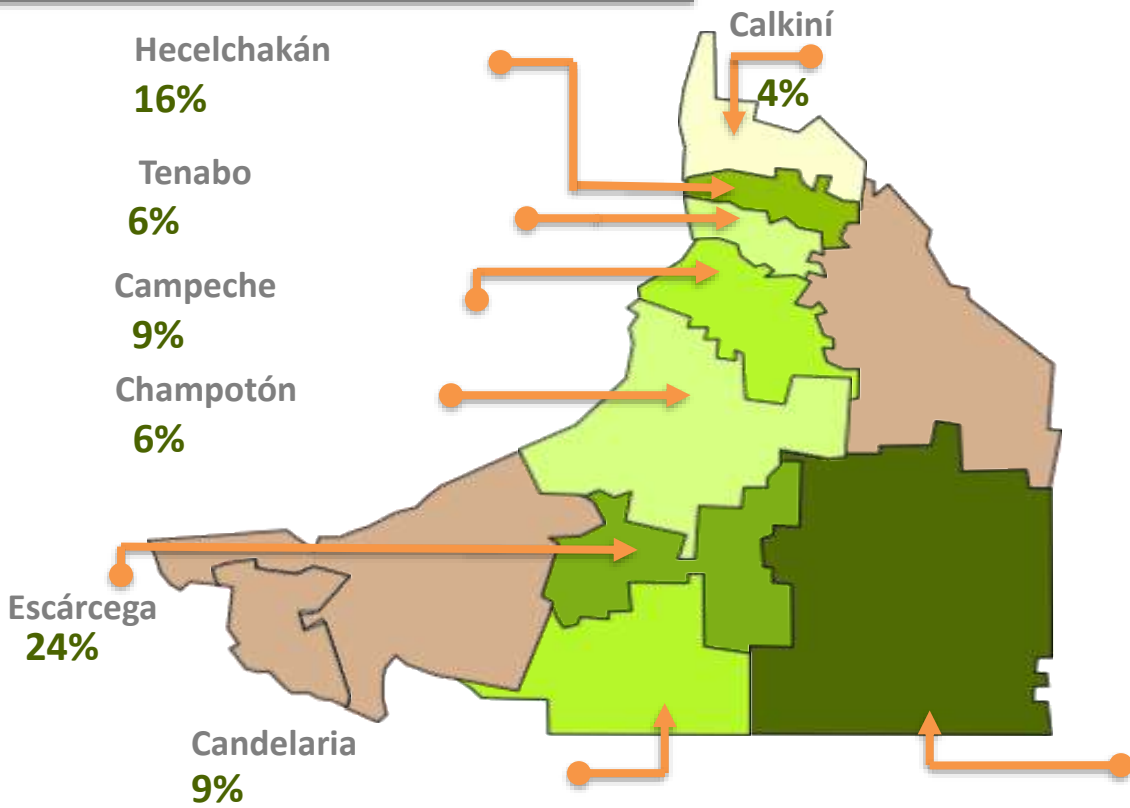 Calkiní
4%
Hecelchakán
16%
Tenabo
6%
Campeche
9%
Champotón
6%
Escárcega
24%
Candelaria
9%